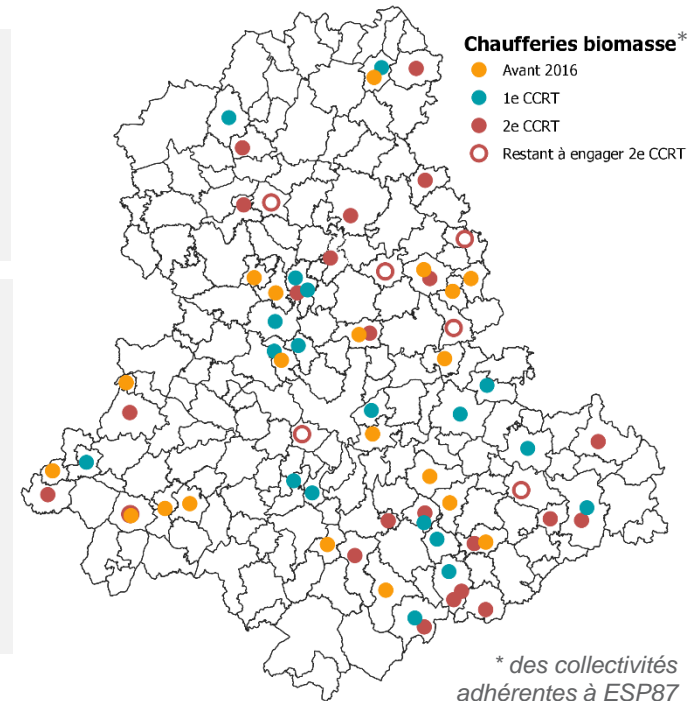 Chaufferies biomasse*
Avant 2016
1e CCRT
2e CCRT
Restant à engager 2e CCRT
* des collectivités
adhérentes à ESP87